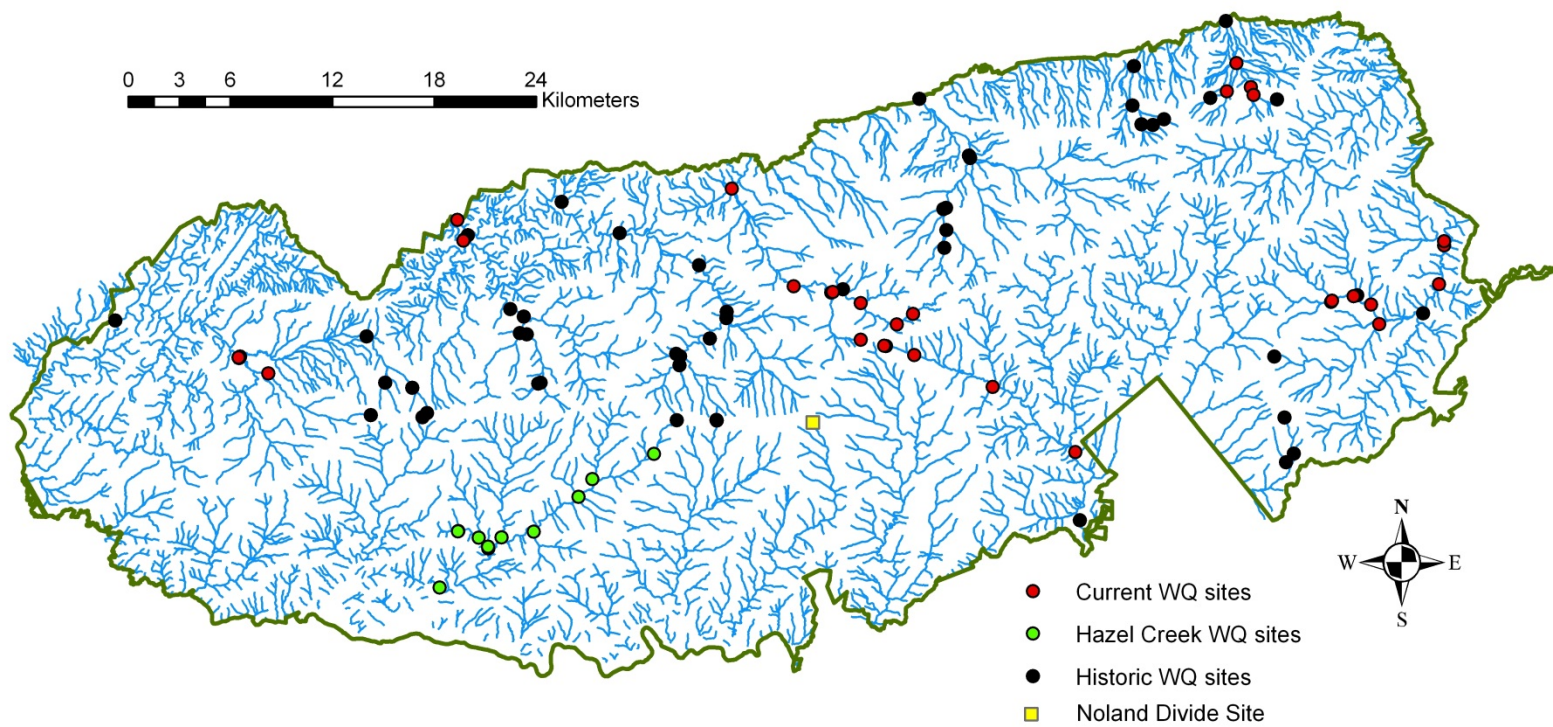 0 3 6 12 18 24
Kilometers
N
W E
S
Current WQ sites
Hazel Creek WQ sites
Historic WQ sites
Noland Divide Site